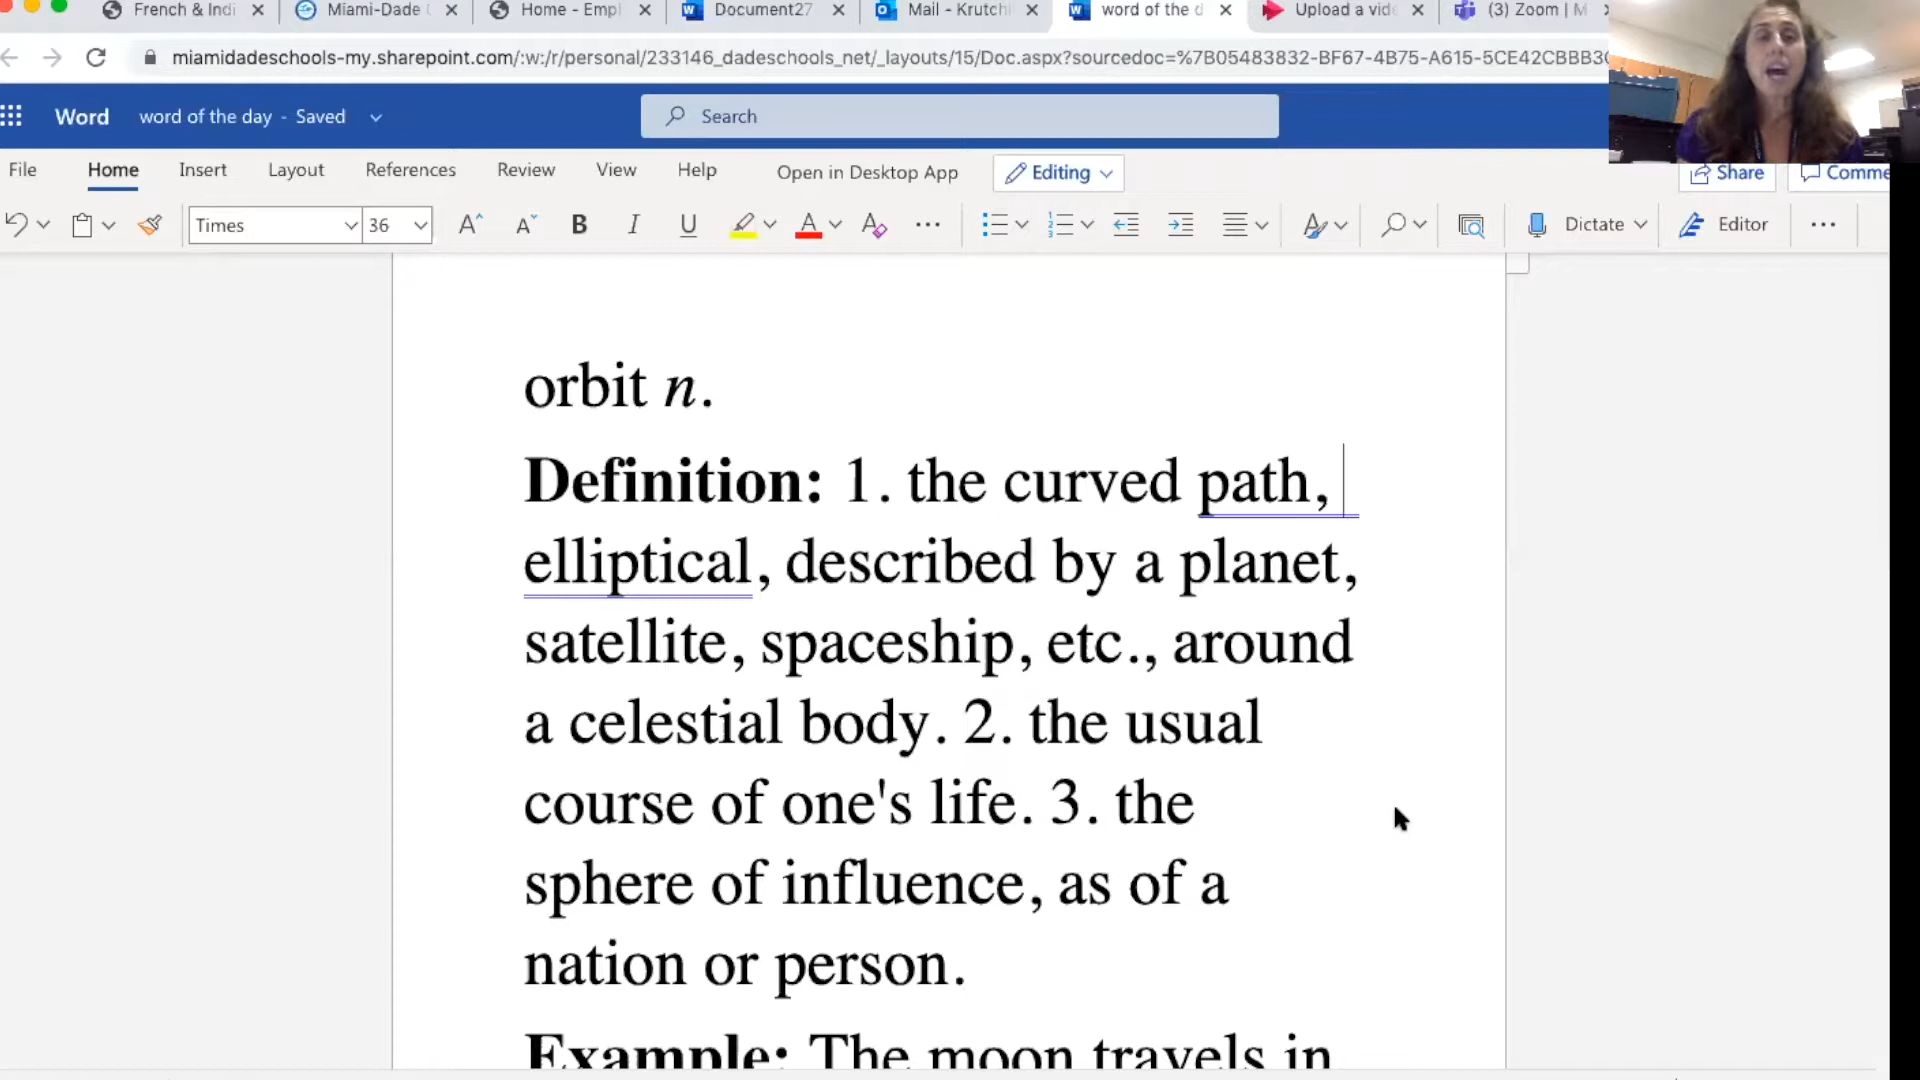 French & Indi
Miami-Dade
Home - Empl
Document27
Mail - Krutchi
word of the d
Upload a vide
(3) Zoom | M
miamidadeschools-my.sharepoint.com/:w:/r/personal/233146_dadeschools_net/_layouts/15/Doc.aspx?sourcedoc=%7B05483832-BF67-4B75-A615-5CE42CBBB3
Word word of the day - Saved Search
File Home Insert Layout References Review View Help Open in Desktop App Editing Share Comme
Times 36 A A B I U A A Dictate Editor
orbit n.
Definition: 1. the curved path,
elliptical, described by a planet,
satellite, spaceship, etc., around
a celestial body. 2. the usual
course of one's life. 3. the
sphere of influence, as of a
nation or person.
Example: The moon travels in